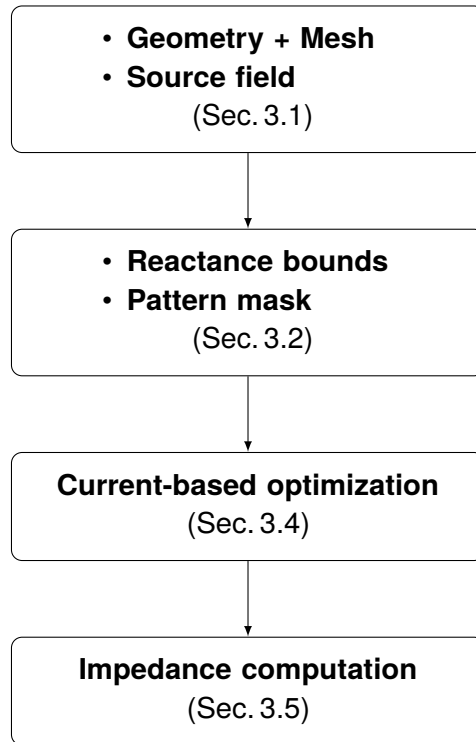 • Geometry + Mesh
• Source field
(Sec. 3.1)
• Reactance bounds
• Pattern mask
(Sec. 3.2)
Current-based optimization
(Sec. 3.4)
Impedance computation
(Sec. 3.5)